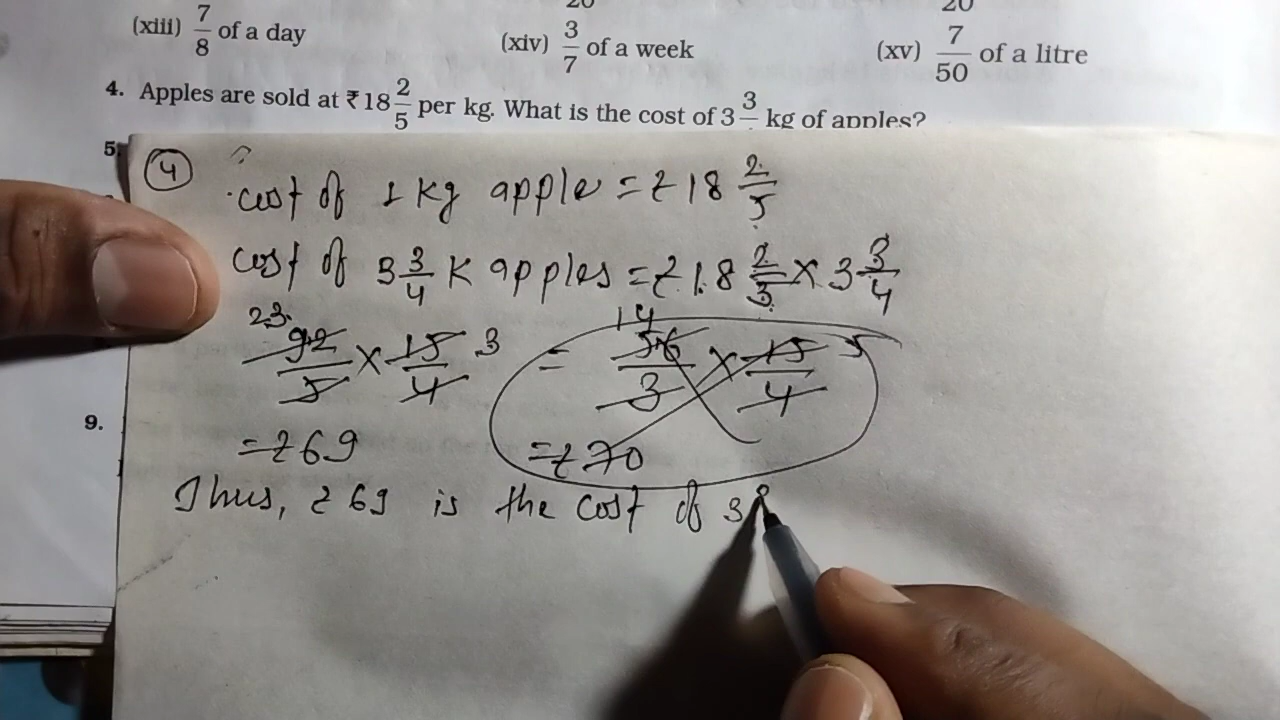 20 20
(xiii) 7/8 of a day (xiv) 3/7 of a week (xv) 7/50 of a litre
4. Apples are sold at ₹18 2/5 per kg. What is the cost of 3 3/ kg of apples?
5.
4
cost of 1 kg apple = ₹ 18 2/5
cost of 3 3/4 K apples = ₹ 18 2/3 × 3 3/4
23 92/5 × 15/4 3 = 14 56/3 × 15/4 5
9.
= ₹ 69 = ₹ 70
Thus, ₹ 69 is the cost of 3